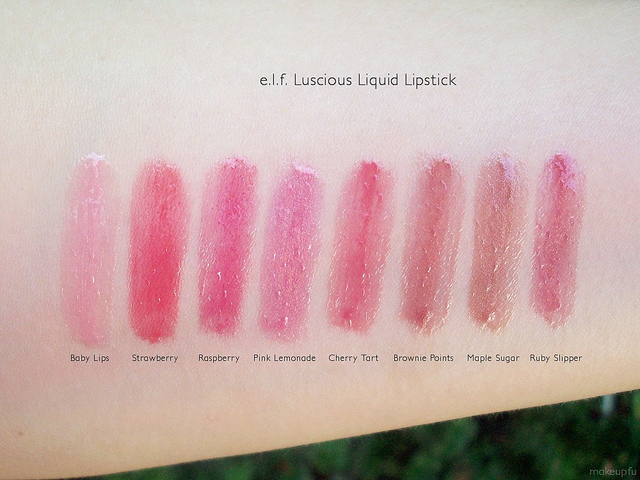 e.l.f. Luscious Liquid Lipstick
Baby Lips Strawberry Raspberry Pink Lemonade Cherry Tart Brownie Points Maple Sugar Ruby Slipper
makeupfu